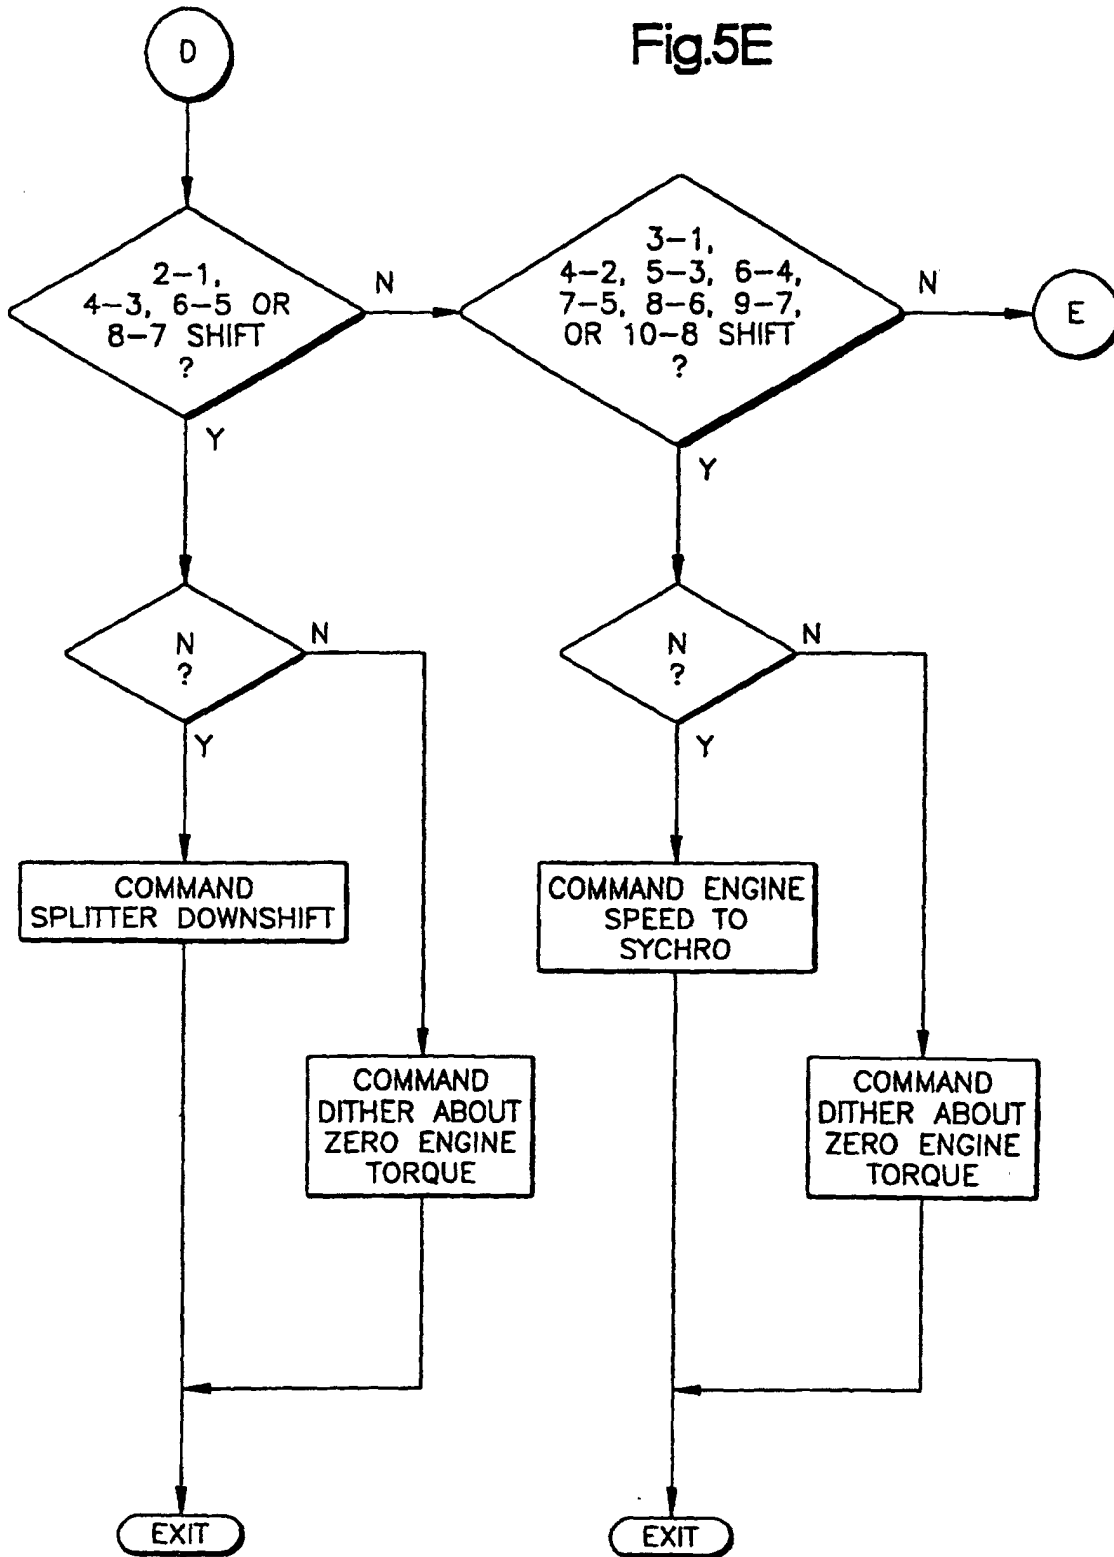 Fig.5E
D
2-1,
4-3, 6-5 OR
8-7 SHIFT
?
N
Y
3-1,
4-2, 5-3, 6-4,
7-5, 8-6, 9-7,
OR 10-8 SHIFT
?
N
Y
E
N
?
N
Y
N
?
N
Y
COMMAND
SPLITTER DOWNSHIFT
COMMAND ENGINE
SPEED TO
SYCHRO
COMMAND
DITHER ABOUT
ZERO ENGINE
TORQUE
COMMAND
DITHER ABOUT
ZERO ENGINE
TORQUE
EXIT
EXIT